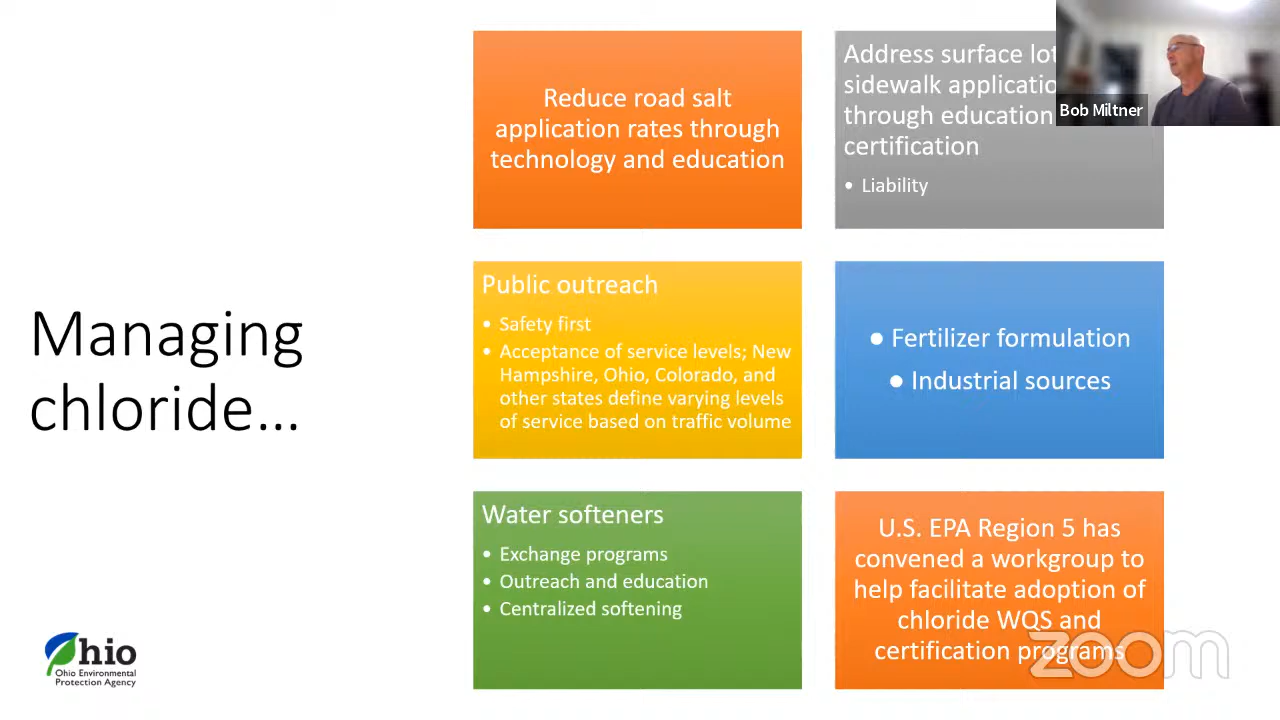 Managing
chloride...
Reduce road salt
application rates through
technology and education
Address surface lot
sidewalk
through education
certification
• Liability
Bob Miltner
Public outreach
• Safety first
• Acceptance of service levels; New
Hampshire, Ohio, Colorado, and
other states define varying levels
of service based on traffic volume
● Fertilizer formulation
● Industrial sources
Water softeners
• Exchange programs
• Outreach and education
• Centralized softening
U.S. EPA Region 5 has
convened a workgroup to
help facilitate adoption of
chloride WQS and
certification programs
zoom
Ohio
Ohio Environmental
Protection Agency